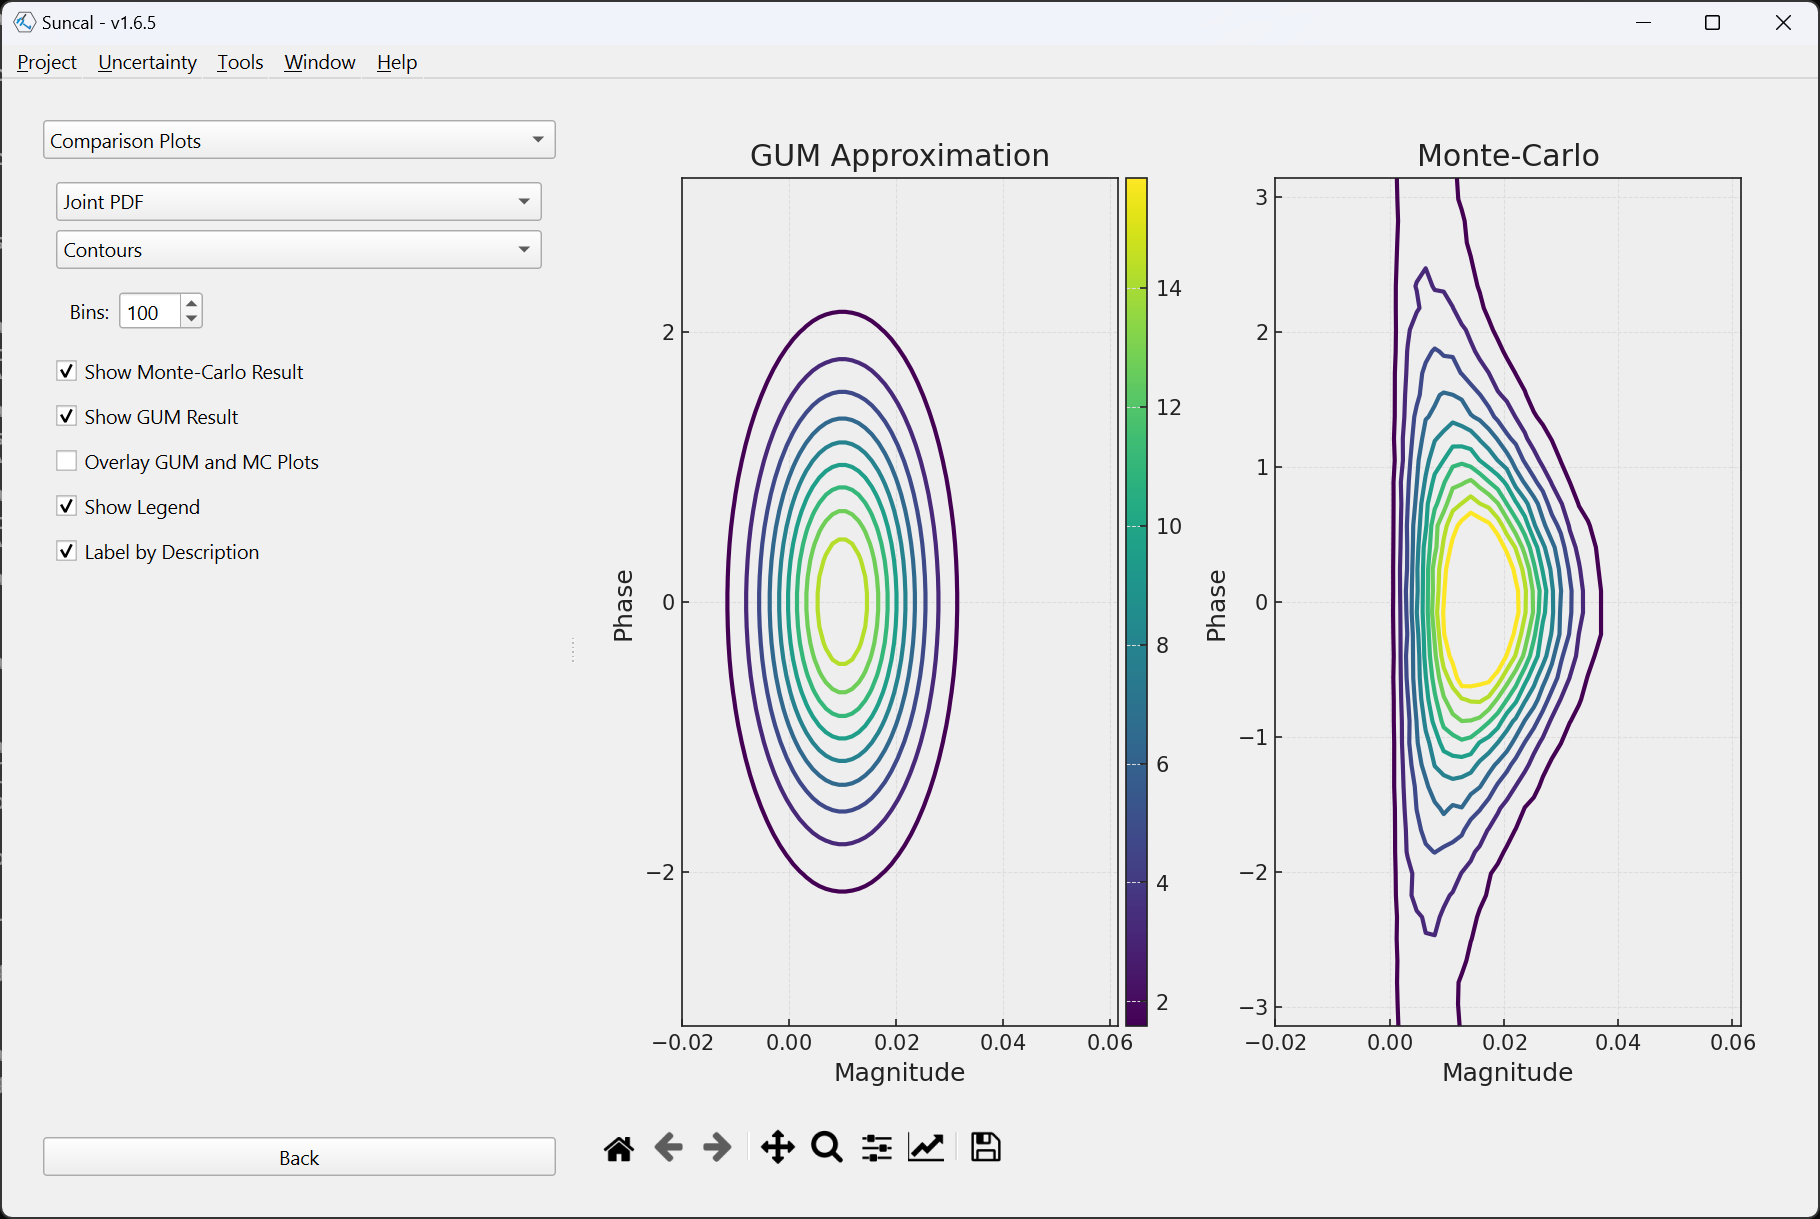 Suncal - v1.6.5
Project Uncertainty Tools Window Help
Comparison Plots
Joint PDF
Contours
Bins: 100
Show Monte-Carlo Result
Show GUM Result
Overlay GUM and MC Plots
Show Legend
Label by Description
Back
GUM Approximation
Phase
2
0
−2
−0.02 0.00 0.02 0.04 0.06
Magnitude
14
12
10
8
6
4
2
Monte-Carlo
Phase
3
2
1
0
−1
−2
−3
−0.02 0.00 0.02 0.04 0.06
Magnitude